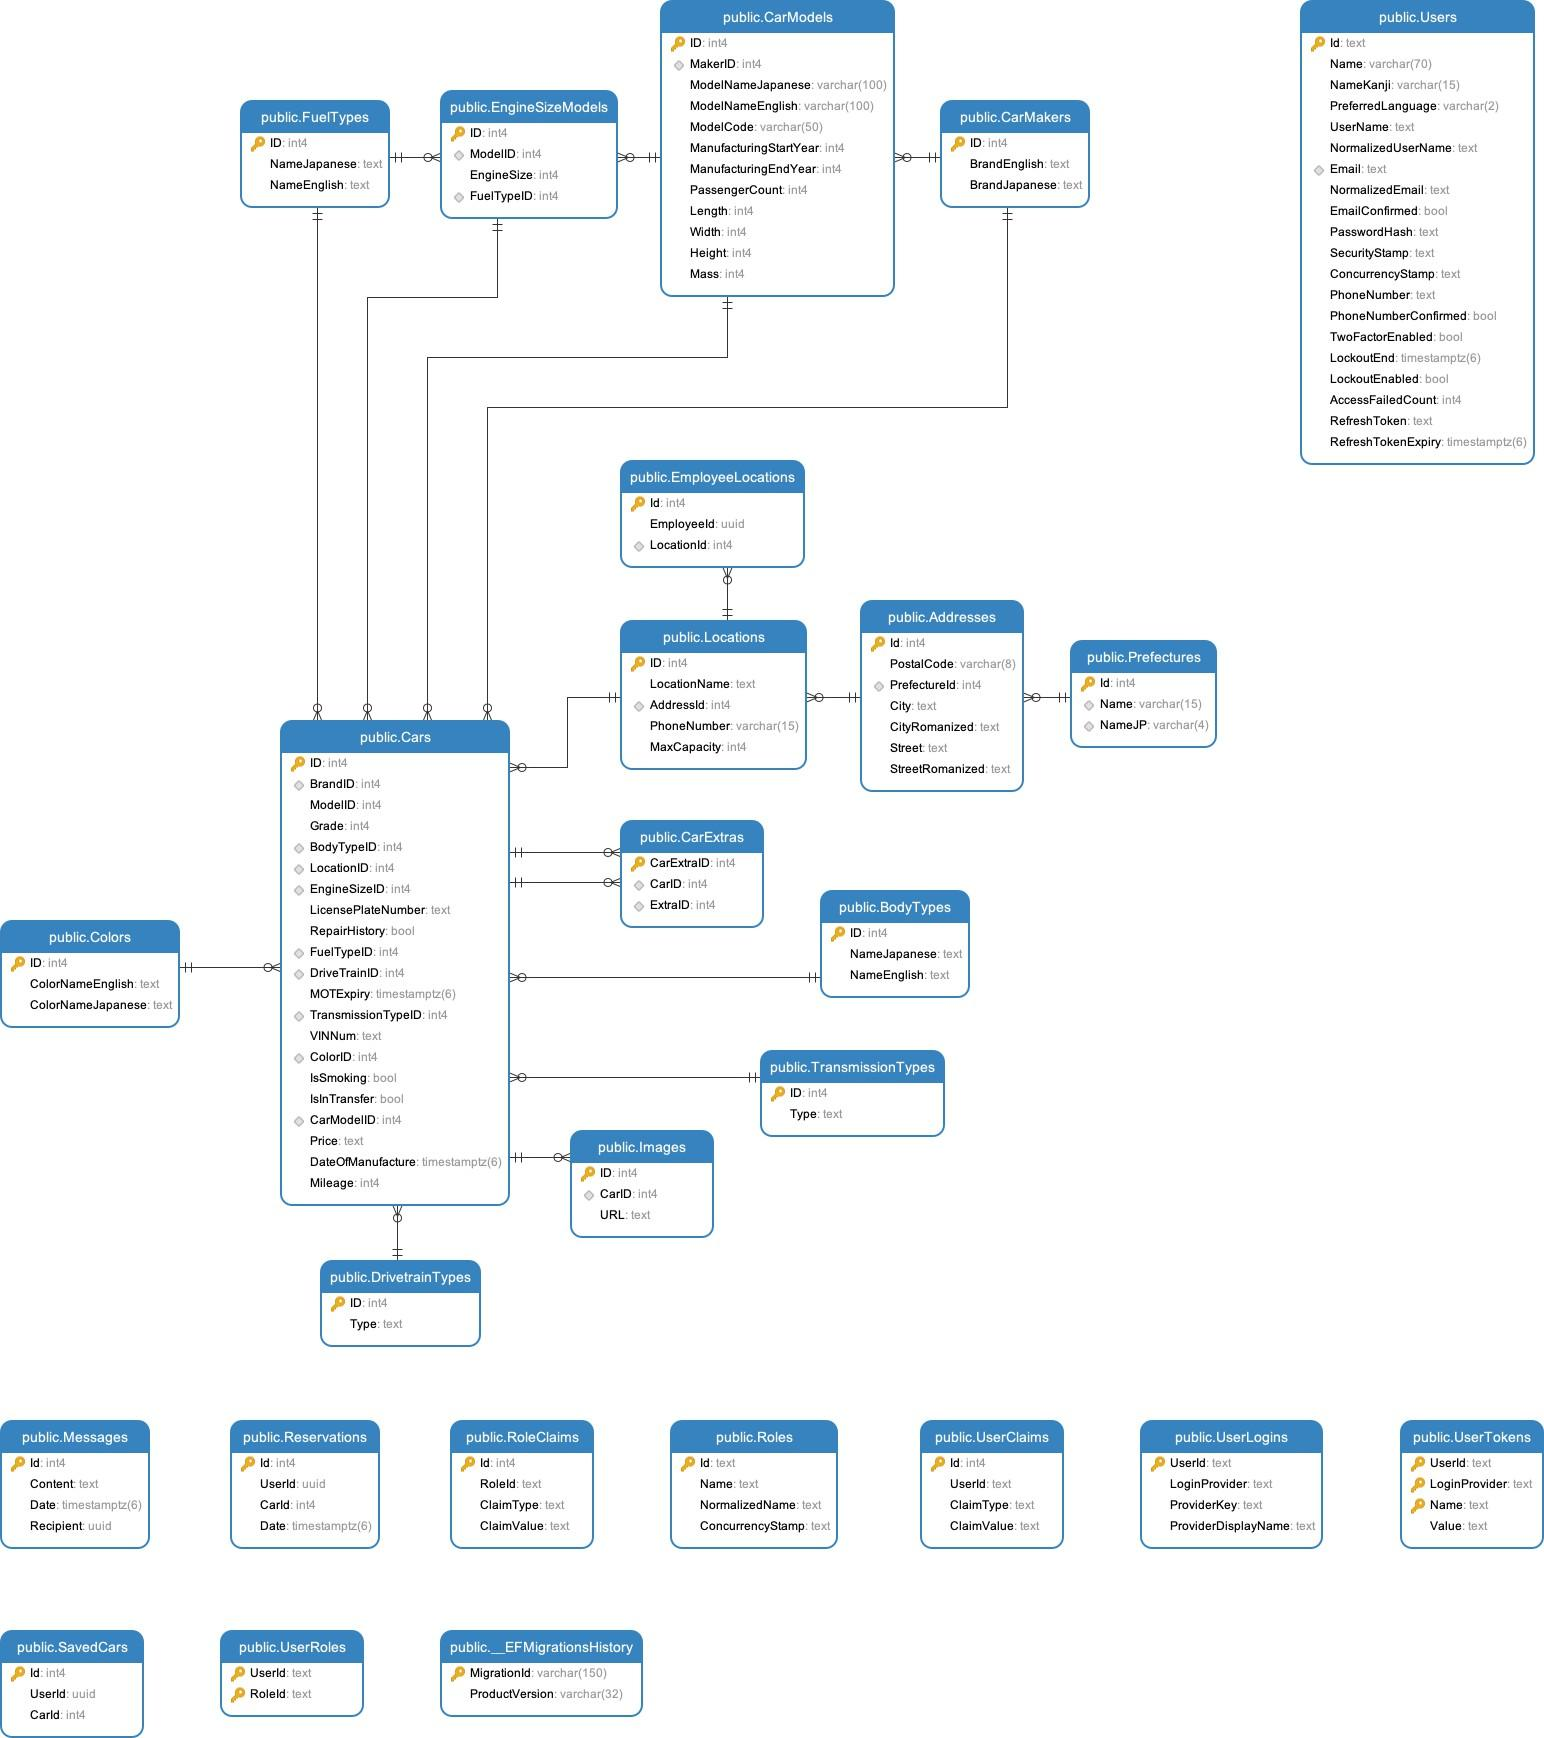 public.CarModels
ID: int4
MakerID: int4
ModelNameJapanese: varchar(100)
ModelNameEnglish: varchar(100)
ModelCode: varchar(50)
ManufacturingStartYear: int4
ManufacturingEndYear: int4
PassengerCount: int4
Length: int4
Width: int4
Height: int4
Mass: int4
public.Users
Id: text
Name: varchar(70)
NameKanji: varchar(15)
PreferredLanguage: varchar(2)
UserName: text
NormalizedUserName: text
Email: text
NormalizedEmail: text
EmailConfirmed: bool
PasswordHash: text
SecurityStamp: text
ConcurrencyStamp: text
PhoneNumber: text
PhoneNumberConfirmed: bool
TwoFactorEnabled: bool
LockoutEnd: timestamptz(6)
LockoutEnabled: bool
AccessFailedCount: int4
RefreshToken: text
RefreshTokenExpiry: timestamptz(6)
public.FuelTypes
ID: int4
NameJapanese: text
NameEnglish: text
public.EngineSizeModels
ID: int4
ModelID: int4
EngineSize: int4
FuelTypeID: int4
public.CarMakers
ID: int4
BrandEnglish: text
BrandJapanese: text
public.EmployeeLocations
Id: int4
EmployeeId: uuid
LocationId: int4
public.Locations
ID: int4
LocationName: text
AddressId: int4
PhoneNumber: varchar(15)
MaxCapacity: int4
public.Addresses
Id: int4
PostalCode: varchar(8)
PrefectureId: int4
City: text
CityRomanized: text
Street: text
StreetRomanized: text
public.Prefectures
Id: int4
Name: varchar(15)
NameJP: varchar(4)
public.Cars
ID: int4
BrandID: int4
ModelID: int4
Grade: int4
BodyTypeID: int4
LocationID: int4
EngineSizeID: int4
LicensePlateNumber: text
RepairHistory: bool
FuelTypeID: int4
DriveTrainID: int4
MOTExpiry: timestamptz(6)
TransmissionTypeID: int4
VINNum: text
ColorID: int4
IsSmoking: bool
IsInTransfer: bool
CarModelID: int4
Price: text
DateOfManufacture: timestamptz(6)
Mileage: int4
public.CarExtras
CarExtraID: int4
CarID: int4
ExtraID: int4
public.BodyTypes
ID: int4
NameJapanese: text
NameEnglish: text
public.Colors
ID: int4
ColorNameEnglish: text
ColorNameJapanese: text
public.TransmissionTypes
ID: int4
Type: text
public.Images
ID: int4
CarID: int4
URL: text
public.DrivetrainTypes
ID: int4
Type: text
public.Messages
Id: int4
Content: text
Date: timestamptz(6)
Recipient: uuid
public.Reservations
Id: int4
UserId: uuid
CarId: int4
Date: timestamptz(6)
public.RoleClaims
Id: int4
RoleId: text
ClaimType: text
ClaimValue: text
public.Roles
Id: text
Name: text
NormalizedName: text
ConcurrencyStamp: text
public.UserClaims
Id: int4
UserId: text
ClaimType: text
ClaimValue: text
public.UserLogins
UserId: text
LoginProvider: text
ProviderKey: text
ProviderDisplayName: text
public.UserTokens
UserId: text
LoginProvider: text
Name: text
Value: text
public.SavedCars
Id: int4
UserId: uuid
CarId: int4
public.UserRoles
UserId: text
RoleId: text
public.__EFMigrationsHistory
MigrationId: varchar(150)
ProductVersion: varchar(32)